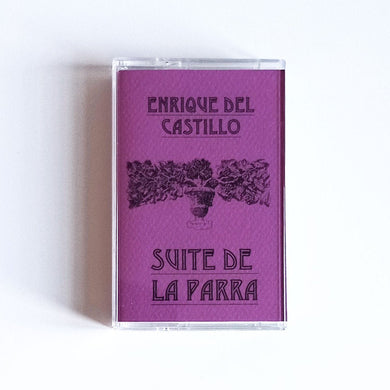 ENRIQUE DEL
CASTILLO
SUITE DE
LA PARRA